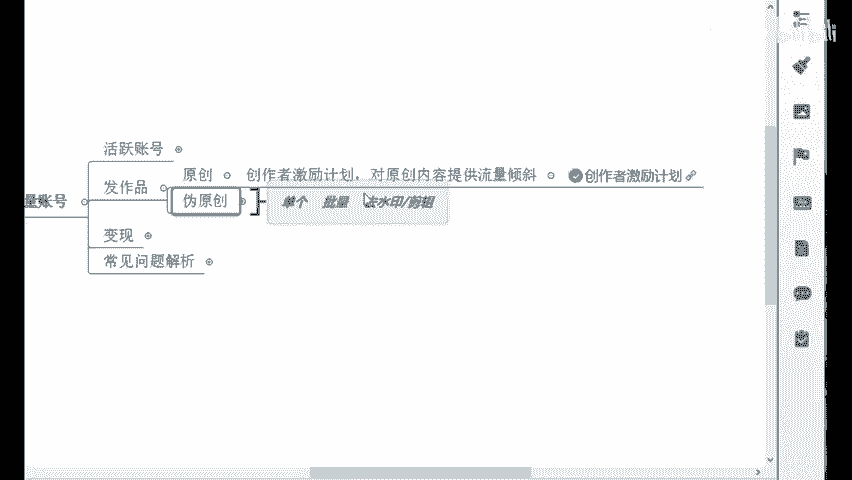 活跃账号
原创 创作者激励计划，对原创内容提供流量倾斜 创作者激励计划
发作品
量账号 伪原创 单个 批量 去水印/剪辑
变现
常见问题解析